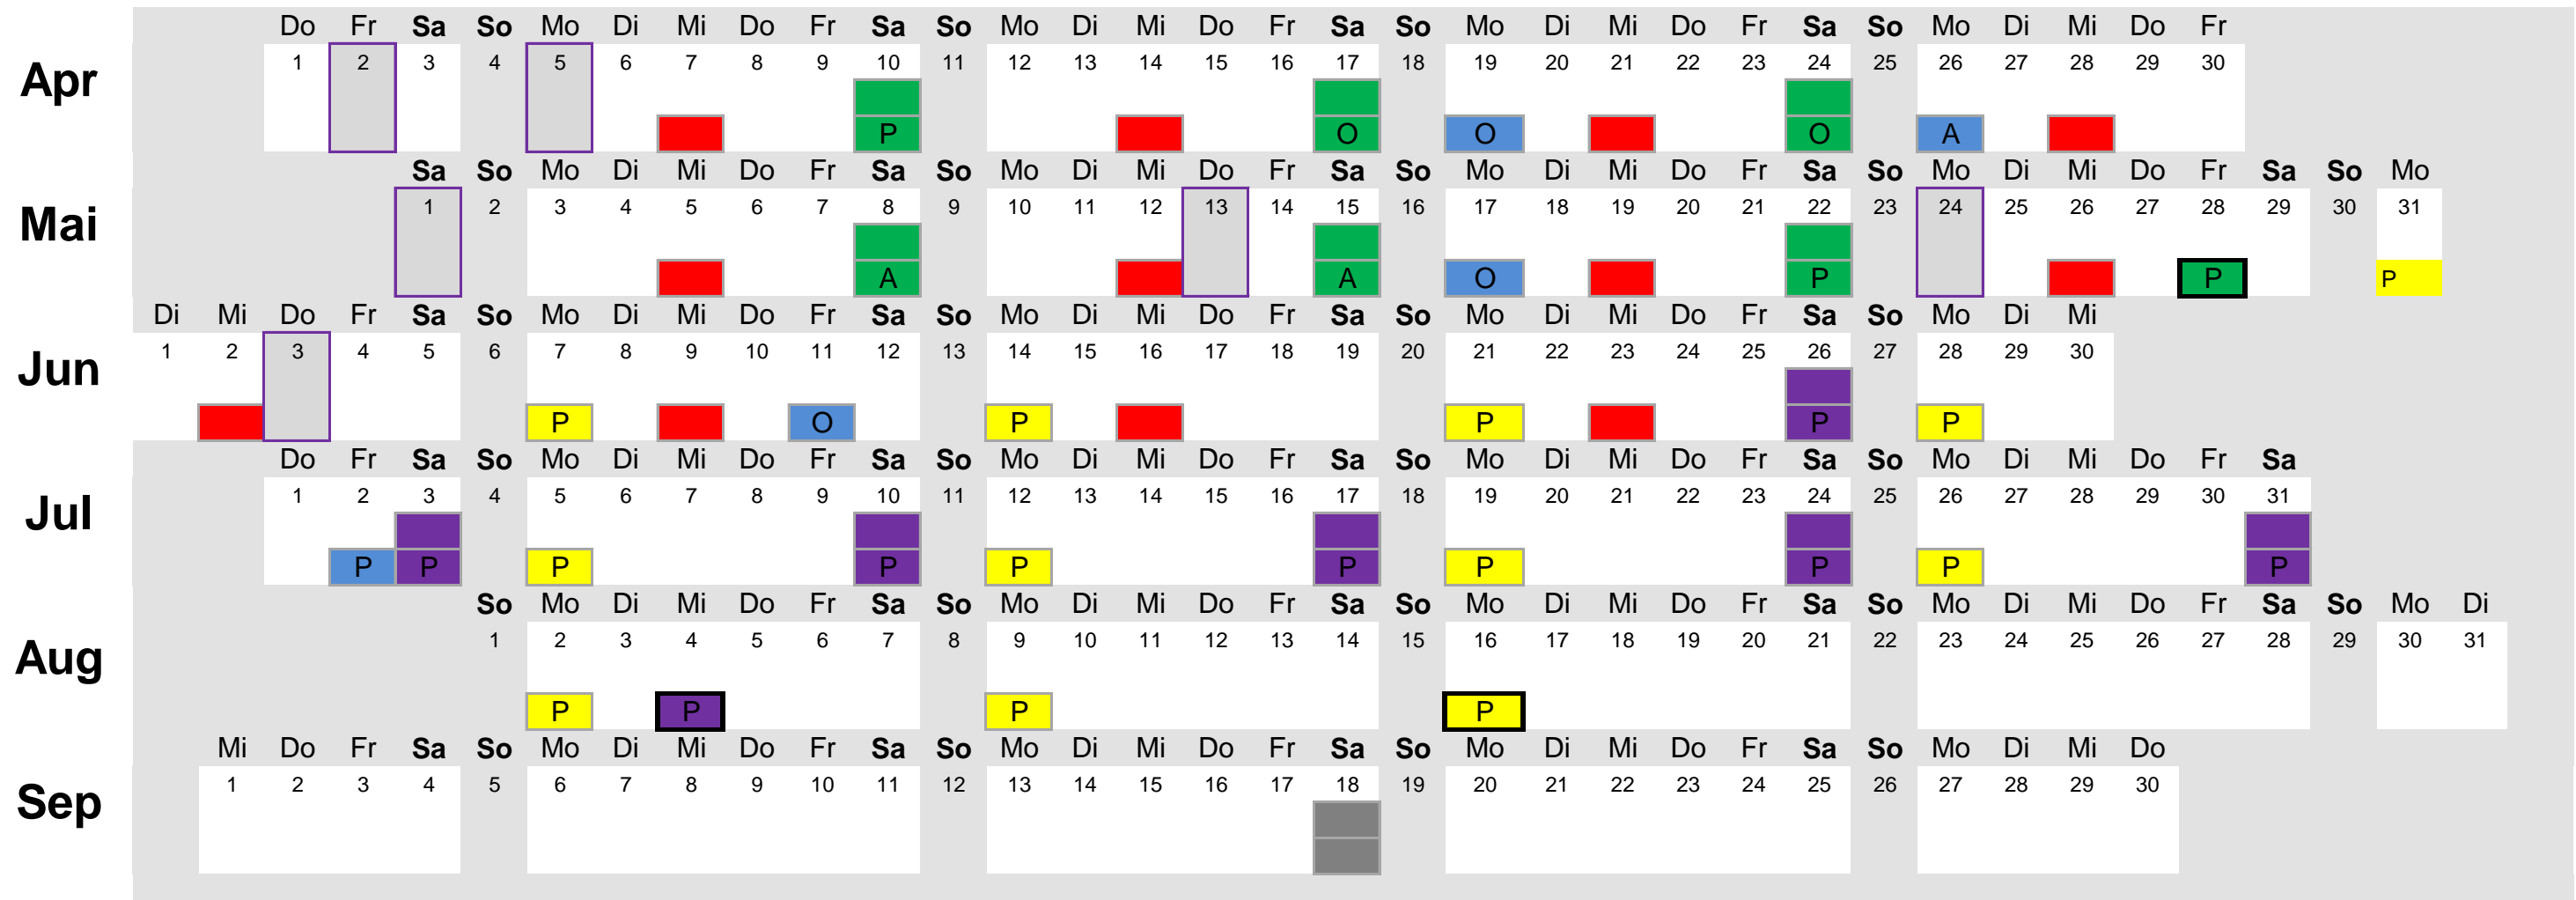 Do Fr Sa So Mo Di Mi Do Fr Sa So Mo Di Mi Do Fr Sa So Mo Di Mi Do Fr Sa So Mo Di Mi Do Fr
Apr 1 2 3 4 5 6 7 8 9 10 11 12 13 14 15 16 17 18 19 20 21 22 23 24 25 26 27 28 29 30
P O O O A
Sa So Mo Di Mi Do Fr Sa So Mo Di Mi Do Fr Sa So Mo Di Mi Do Fr Sa So Mo Di Mi Do Fr Sa So Mo
Mai 1 2 3 4 5 6 7 8 9 10 11 12 13 14 15 16 17 18 19 20 21 22 23 24 25 26 27 28 29 30 31
A A O P P P
Di Mi Do Fr Sa So Mo Di Mi Do Fr Sa So Mo Di Mi Do Fr Sa So Mo Di Mi Do Fr Sa So Mo Di Mi
Jun 1 2 3 4 5 6 7 8 9 10 11 12 13 14 15 16 17 18 19 20 21 22 23 24 25 26 27 28 29 30
P O P P P P
Do Fr Sa So Mo Di Mi Do Fr Sa So Mo Di Mi Do Fr Sa So Mo Di Mi Do Fr Sa So Mo Di Mi Do Fr Sa
Jul 1 2 3 4 5 6 7 8 9 10 11 12 13 14 15 16 17 18 19 20 21 22 23 24 25 26 27 28 29 30 31
P P P P P P P P P P
So Mo Di Mi Do Fr Sa So Mo Di Mi Do Fr Sa So Mo Di Mi Do Fr Sa So Mo Di Mi Do Fr Sa So Mo Di
Aug 1 2 3 4 5 6 7 8 9 10 11 12 13 14 15 16 17 18 19 20 21 22 23 24 25 26 27 28 29 30 31
P P P P
Mi Do Fr Sa So Mo Di Mi Do Fr Sa So Mo Di Mi Do Fr Sa So Mo Di Mi Do Fr Sa So Mo Di Mi Do
Sep 1 2 3 4 5 6 7 8 9 10 11 12 13 14 15 16 17 18 19 20 21 22 23 24 25 26 27 28 29 30